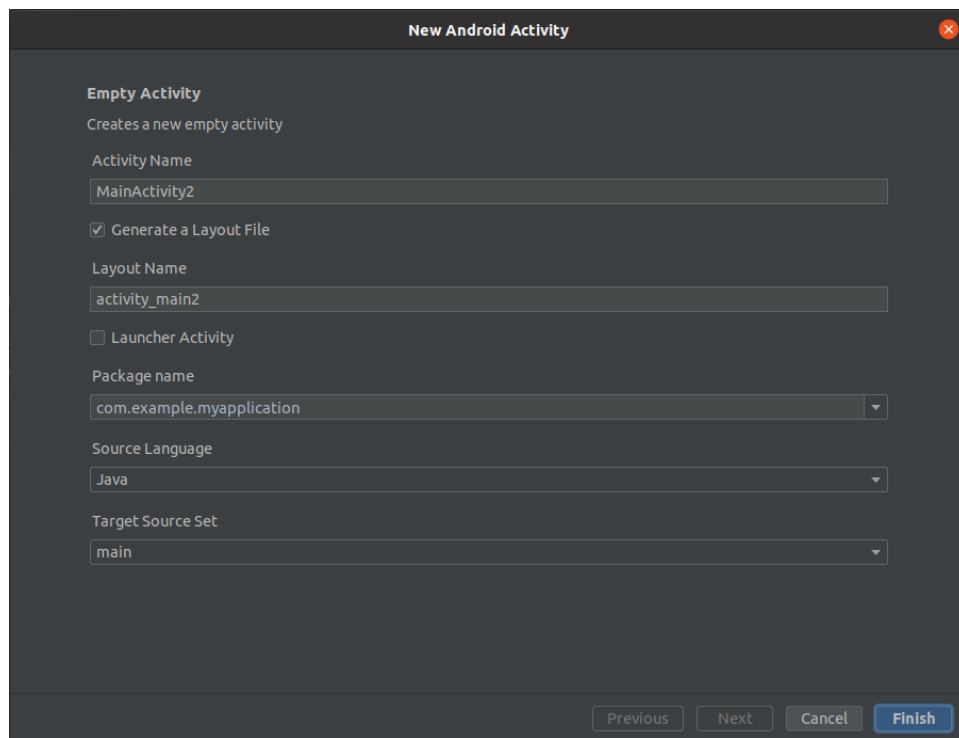 New Android Activity
Empty Activity
Creates a new empty activity
Activity Name
MainActivity2
Generate a Layout File
Layout Name
activity_main2
Launcher Activity
Package name
com.example.myapplication
Source Language
Java
Target Source Set
main
Previous Next Cancel Finish